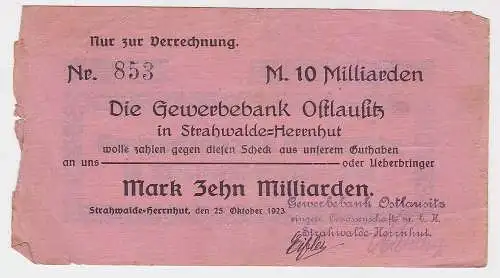 Nur zur Verrechnung.
Nr. 853 M. 10 Milliarden
Die Gewerbebank Ostlausitz
in Strahwalde=Herrnhut
wolle zahlen gegen diesen Scheck aus unserem Guthaben
an uns oder Ueberbringer
Mark Zehn Milliarden.
Strahwalde-Herrnhut, den 25. Oktober 1923.
Gewerbebank Ostlausitz
eingetr. Genossenschaft m. b. H.
Strahwalde-Herrnhut.